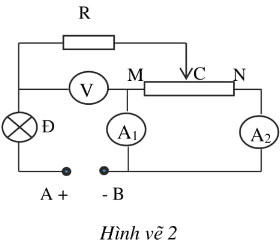 R
M C N
V
Đ A1 A2
A + - B
Hình vẽ 2